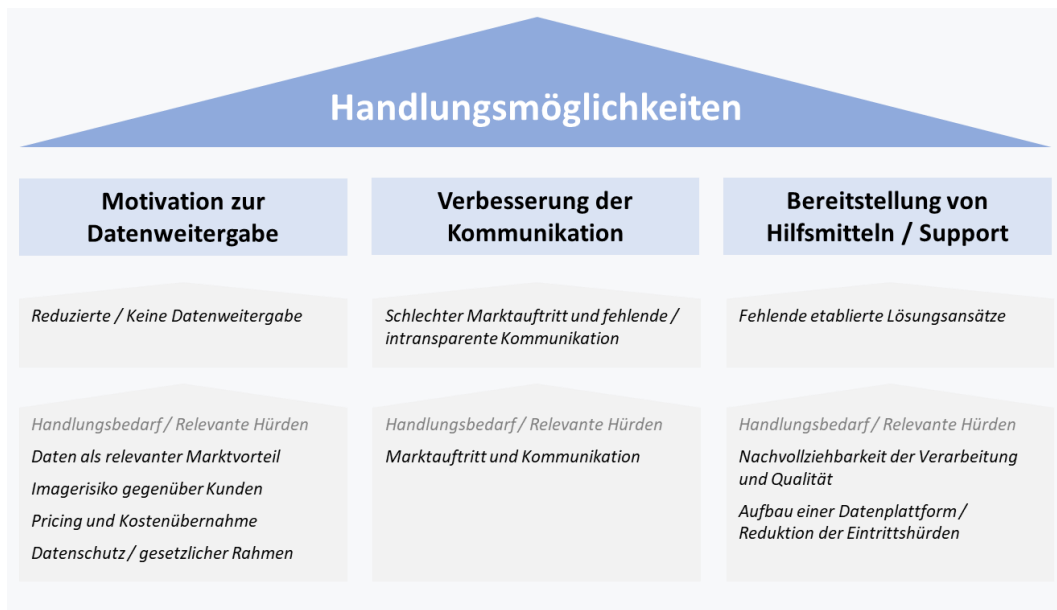 Handlungsmöglichkeiten
Motivation zur
Datenweitergabe
Reduzierte / Keine Datenweitergabe
Handlungsbedarf / Relevante Hürden
Daten als relevanter Marktvorteil
Imagerisiko gegenüber Kunden
Pricing und Kostenübernahme
Datenschutz / gesetzlicher Rahmen
Verbesserung der
Kommunikation
Schlechter Marktauftritt und fehlende /
intransparente Kommunikation
Handlungsbedarf / Relevante Hürden
Marktauftritt und Kommunikation
Bereitstellung von
Hilfsmitteln / Support
Fehlende etablierte Lösungsansätze
Handlungsbedarf / Relevante Hürden
Nachvollziehbarkeit der Verarbeitung
und Qualität
Aufbau einer Datenplattform /
Reduktion der Eintrittshürden